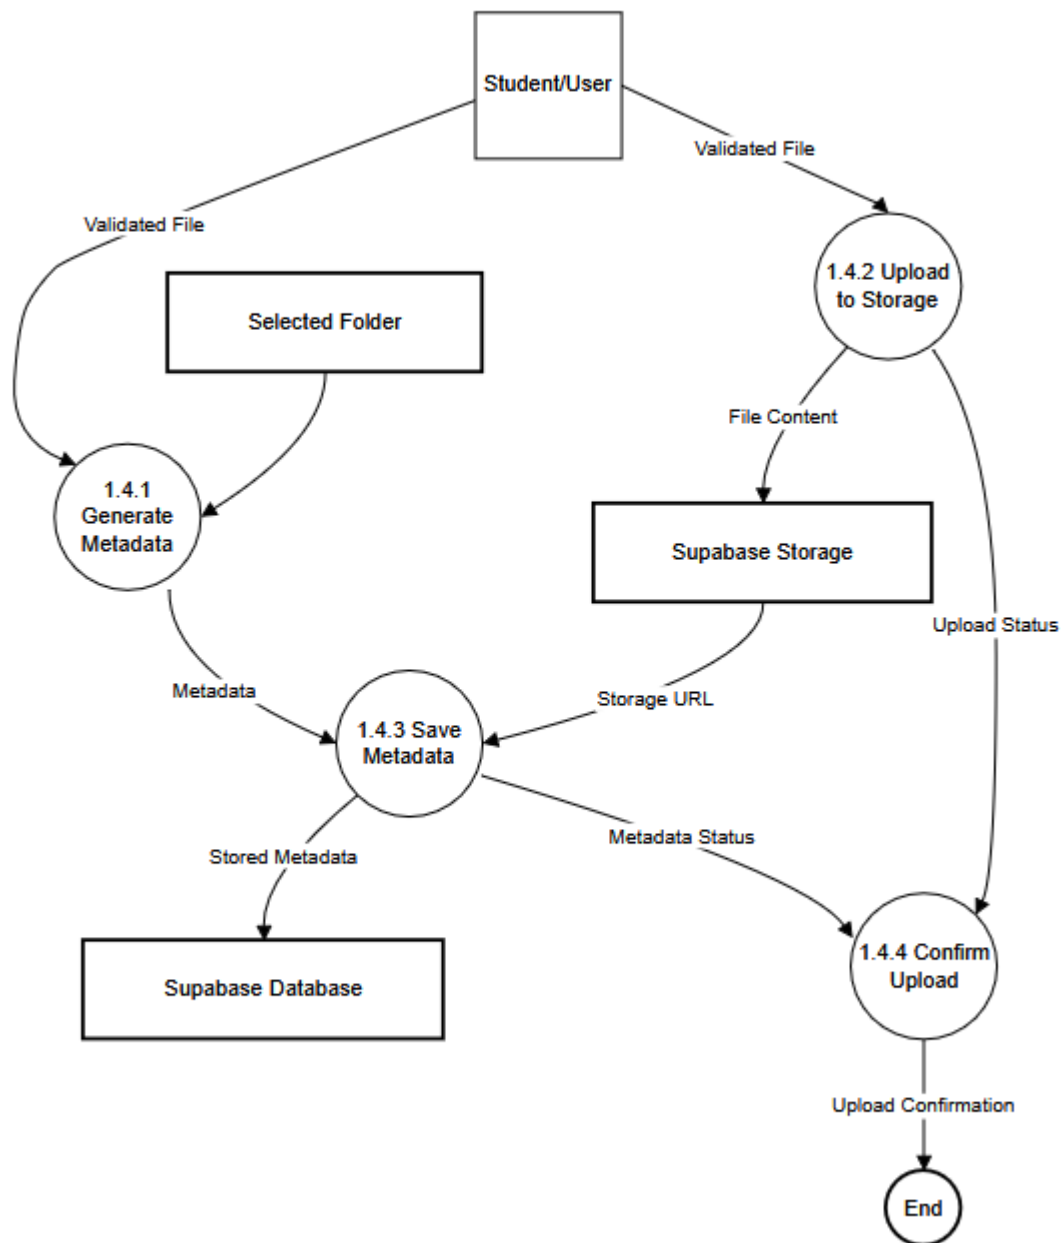 Student/User
Validated File
Validated File
1.4.2 Upload
to Storage
Selected Folder
File Content
1.4.1
Generate
Metadata
Supabase Storage
Upload Status
Metadata
Storage URL
1.4.3 Save
Metadata
Metadata Status
Stored Metadata
1.4.4 Confirm
Upload
Supabase Database
Upload Confirmation
End